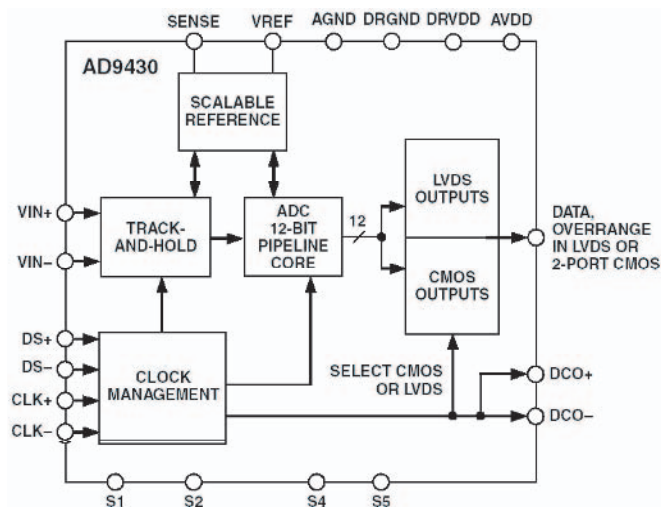 SENSE VREF AGND DRGND DRVDD AVDD
AD9430
SCALABLE
REFERENCE
VIN+
VIN–
TRACK-
AND-HOLD
ADC
12-BIT
PIPELINE
CORE
12
LVDS
OUTPUTS
CMOS
OUTPUTS
DATA,
OVERRANGE
IN LVDS OR
2-PORT CMOS
DS+
DS–
CLK+
CLK–
CLOCK
MANAGEMENT
SELECT CMOS
OR LVDS
DCO+
DCO–
S1 S2 S4 S5